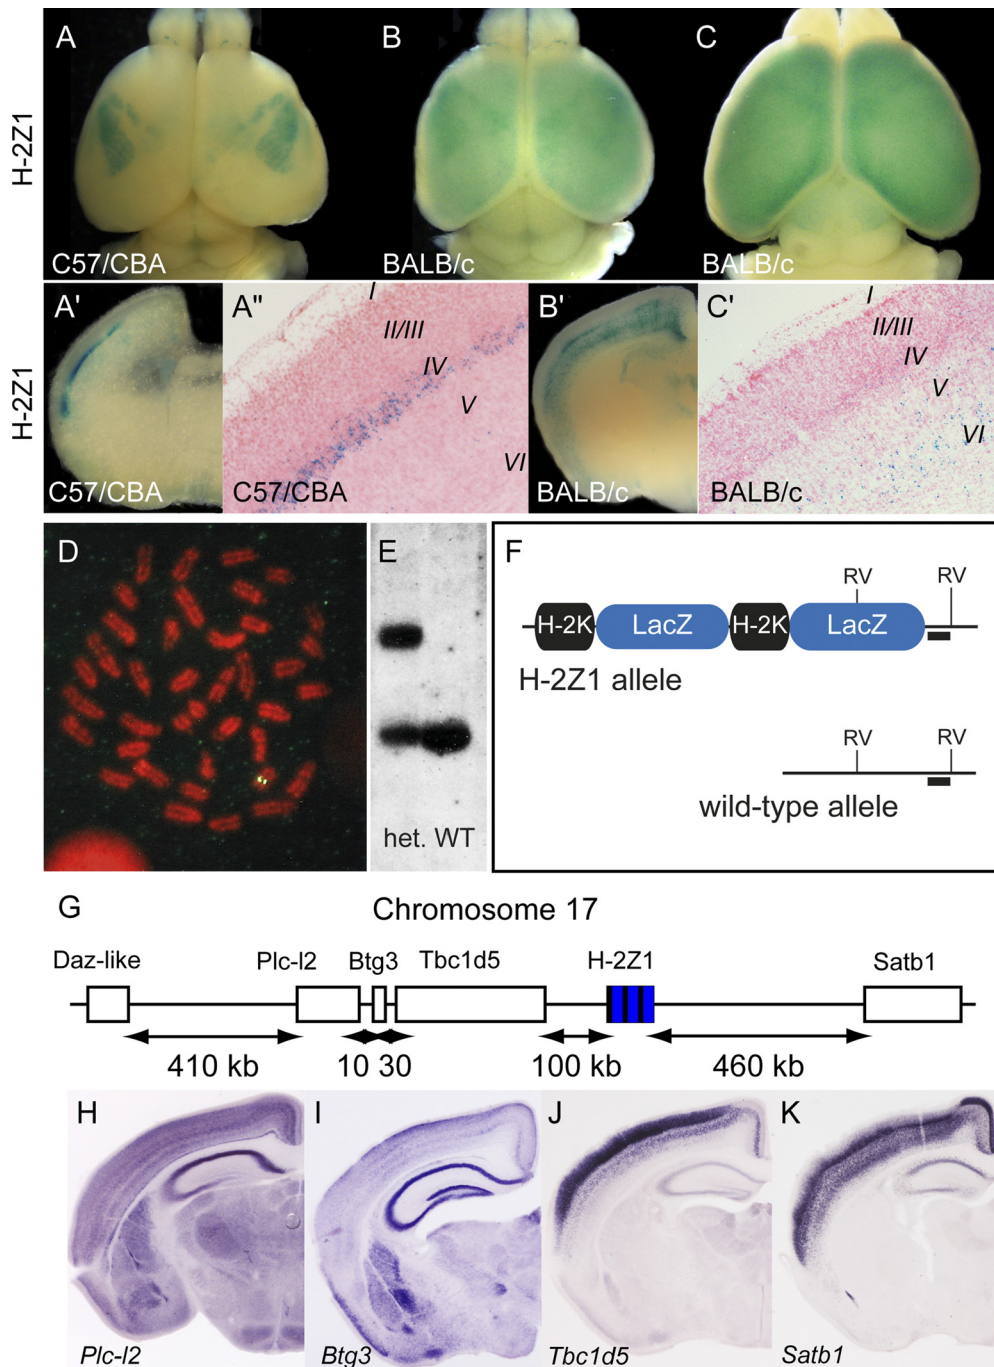 A
B
C
H-2Z1
C57/CBA
BALB/c
BALB/c
A'
I
II/III
IV
V
VI
A"
B'
C'
I
II/III
IV
V
VI
H-2Z1
C57/CBA
C57/CBA
BALB/c
BALB/c
D
E
het. WT
F
RV
RV
H-2K
LacZ
H-2K
LacZ
H-2Z1 allele
RV
RV
wild-type allele
G
Chromosome 17
Daz-like
Plc-l2
Btg3
Tbc1d5
H-2Z1
Satb1
410 kb
10
30
100 kb
460 kb
H
I
J
K
Plc-l2
Btg3
Tbc1d5
Satb1